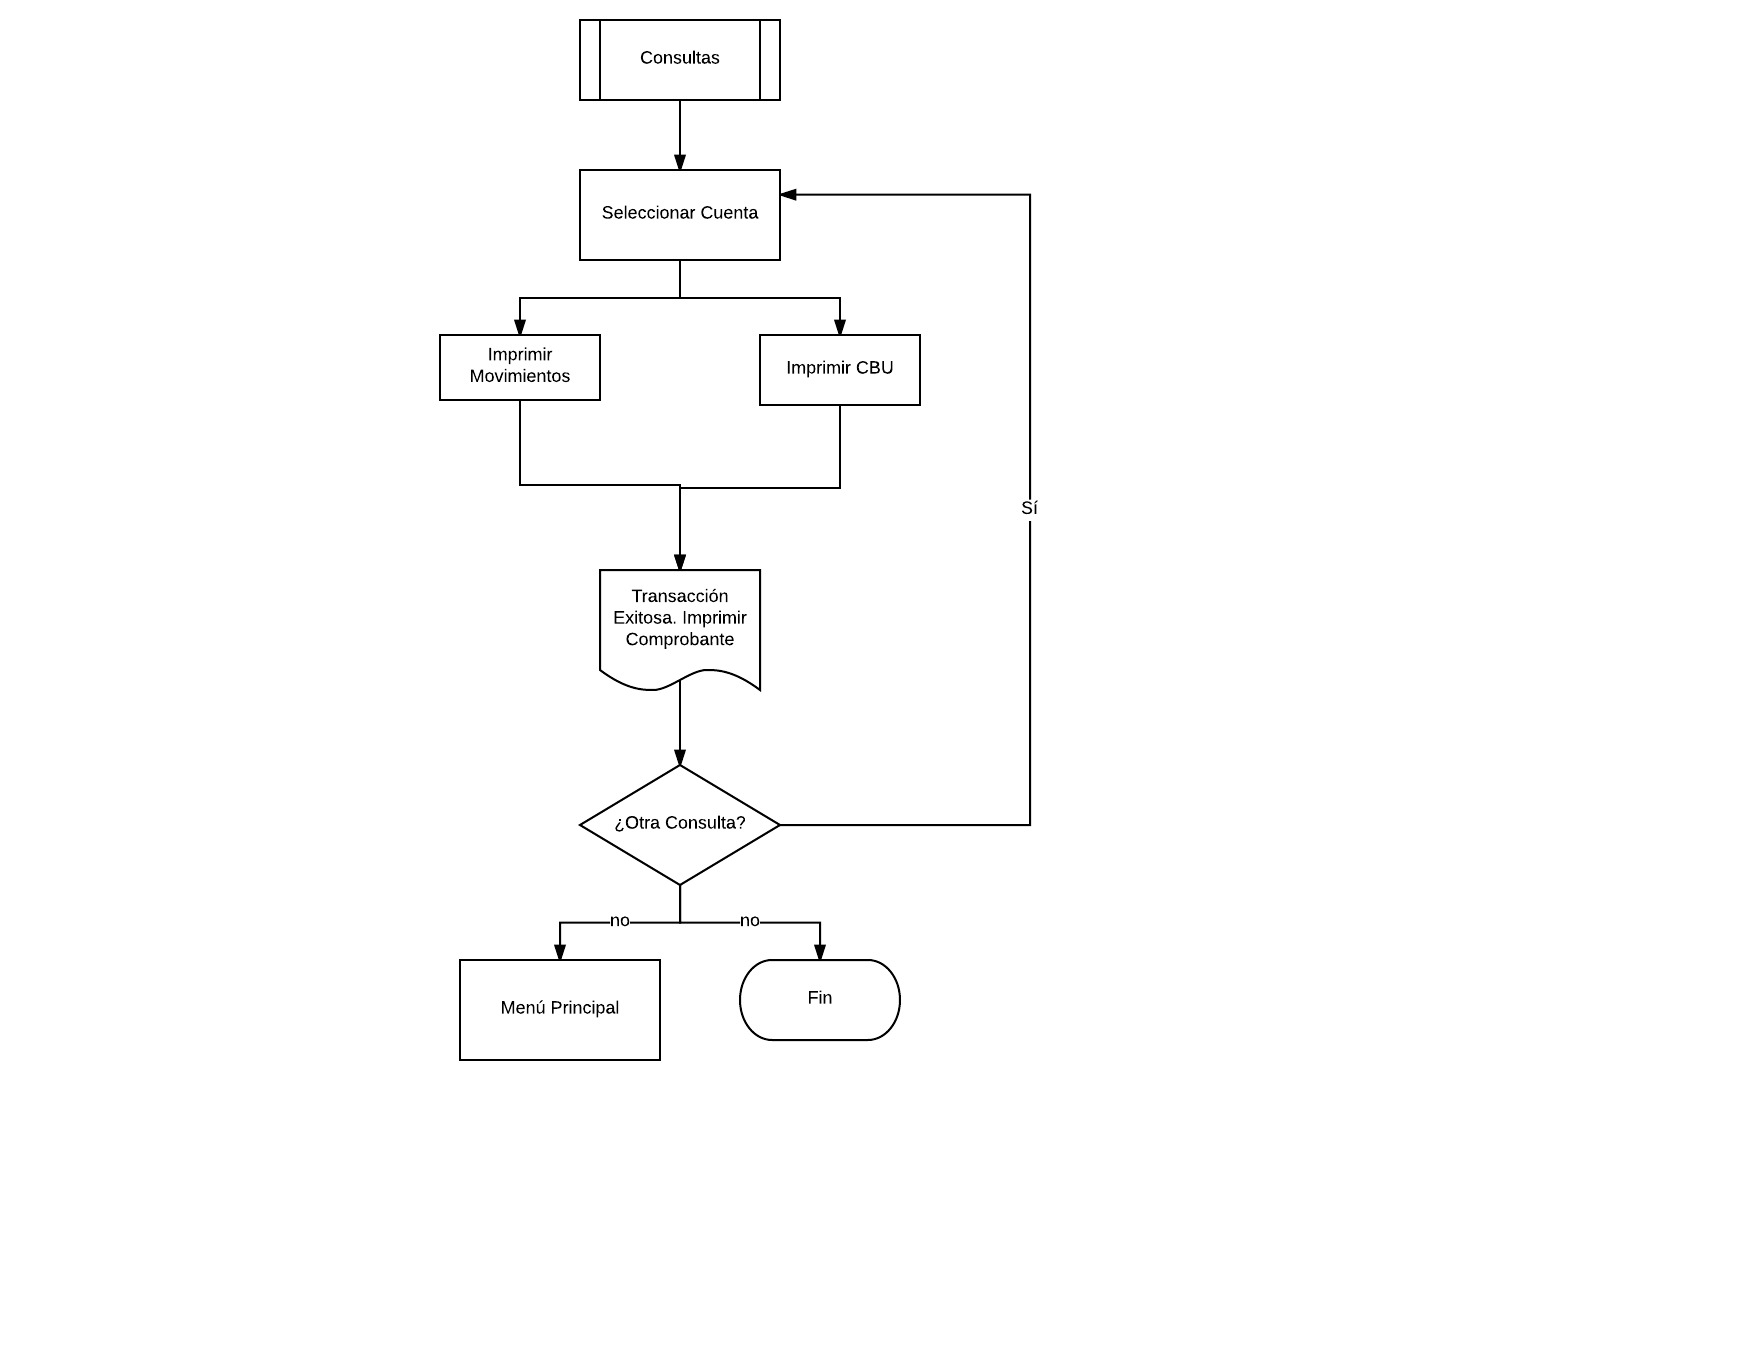 Consultas
Seleccionar Cuenta
Imprimir
Movimientos
Imprimir CBU
Sí
Transacción
Exitosa. Imprimir
Comprobante
¿Otra Consulta?
no
no
Menú Principal
Fin